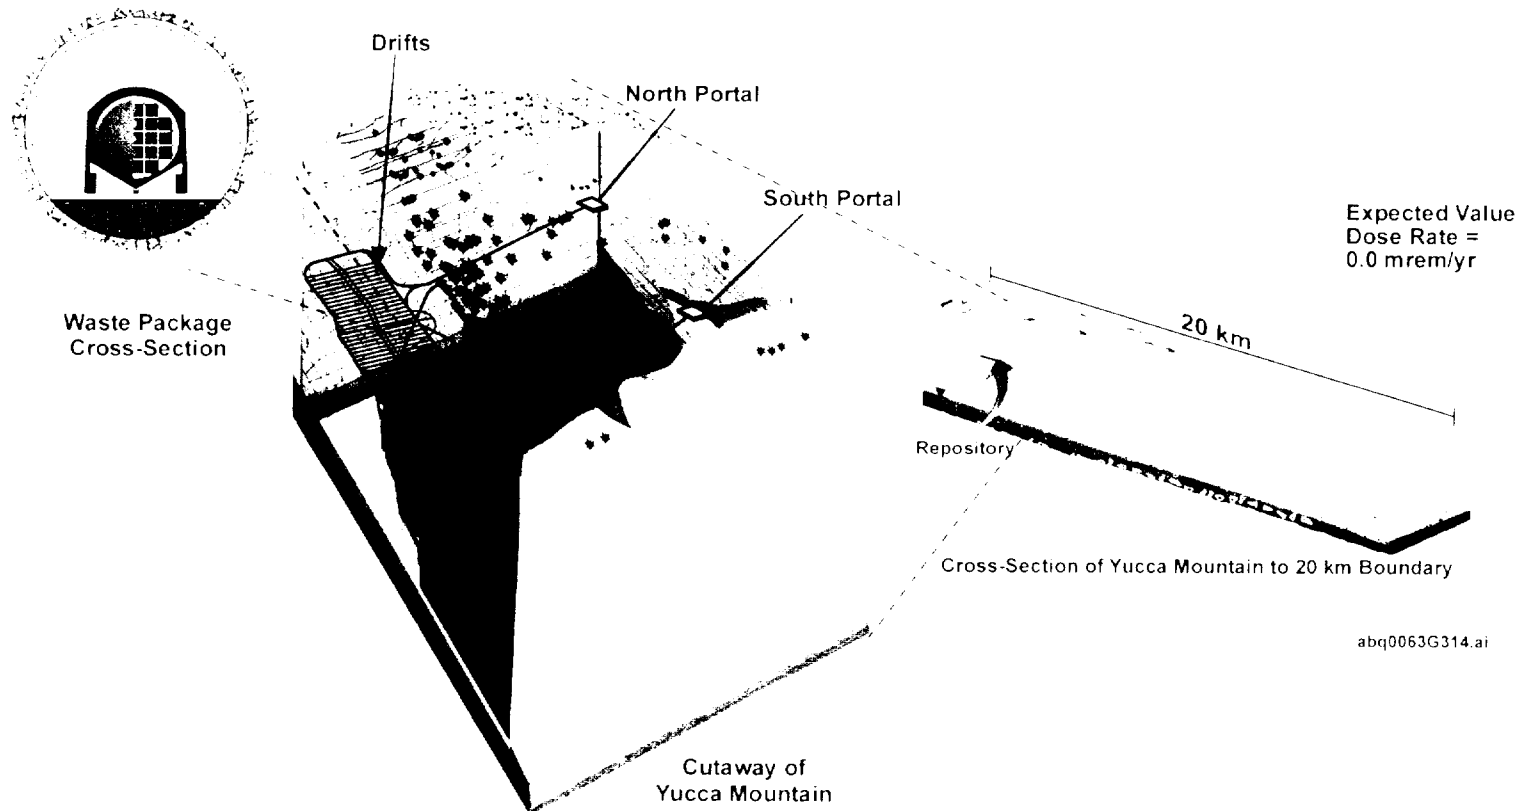 Drifts
North Portal
South Portal
Expected Value
Dose Rate =
0.0 mrem/yr
Waste Package
Cross-Section
20 km
Repository
Cross-Section of Yucca Mountain to 20 km Boundary
abq0063G314.ai
Cutaway of
Yucca Mountain